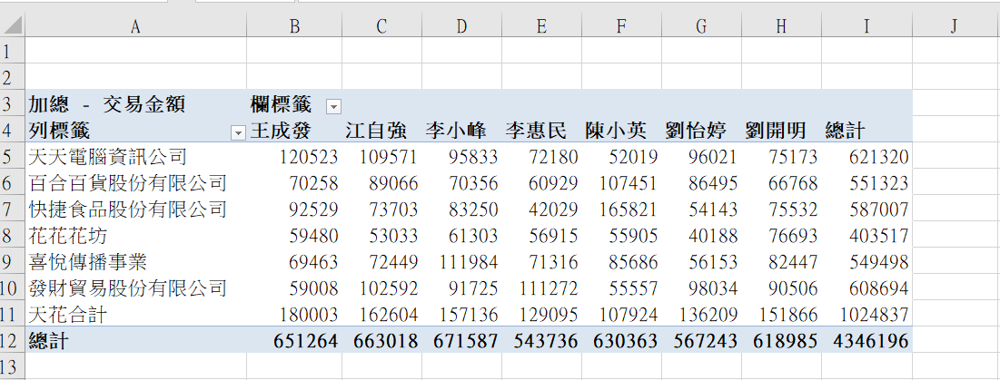 A B C D E F G H I J
1
2
3 加總 - 交易金額 欄標籤
4 列標籤 王成發 江自強 李小峰 李惠民 陳小英 劉怡婷 劉開明 總計
5 天天電腦資訊公司 120523 109571 95833 72180 52019 96021 75173 621320
6 百合百貨股份有限公司 70258 89066 70356 60929 107451 86495 66768 551323
7 快捷食品股份有限公司 92529 73703 83250 42029 165821 54143 75532 587007
8 花花花坊 59480 53033 61303 56915 55905 40188 76693 403517
9 喜悅傳播事業 69463 72449 111984 71316 85686 56153 82447 549498
10 發財貿易股份有限公司 59008 102592 91725 111272 55557 98034 90506 608694
11 天花合計 180003 162604 157136 129095 107924 136209 151866 1024837
12 總計 651264 663018 671587 543736 630363 567243 618985 4346196
13